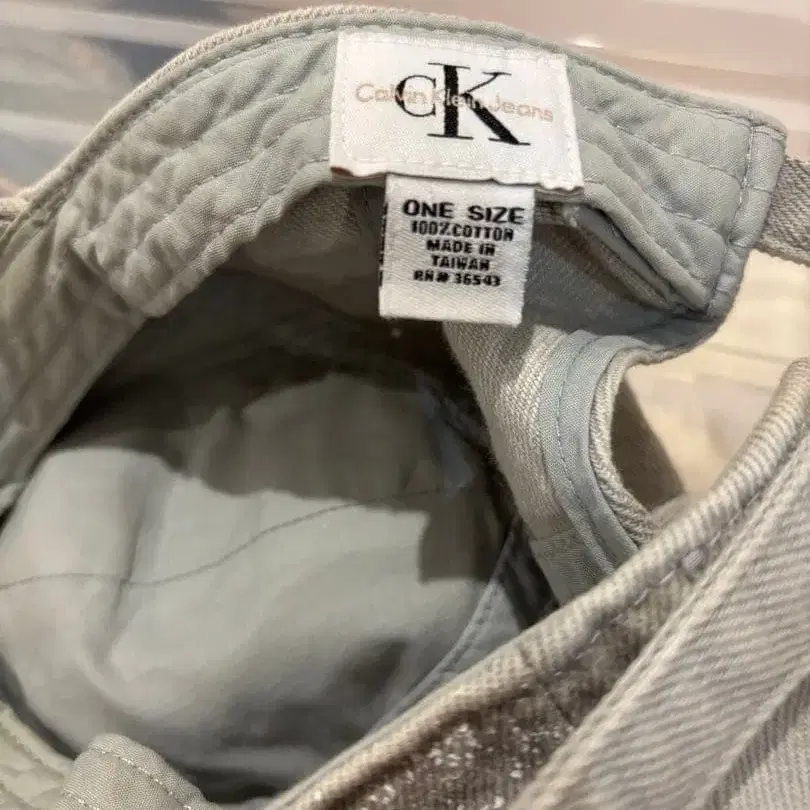 cK
Calvin Klein Jeans
ONE SIZE
100% COTTON
MADE IN
TAIWAN
RN# 36543